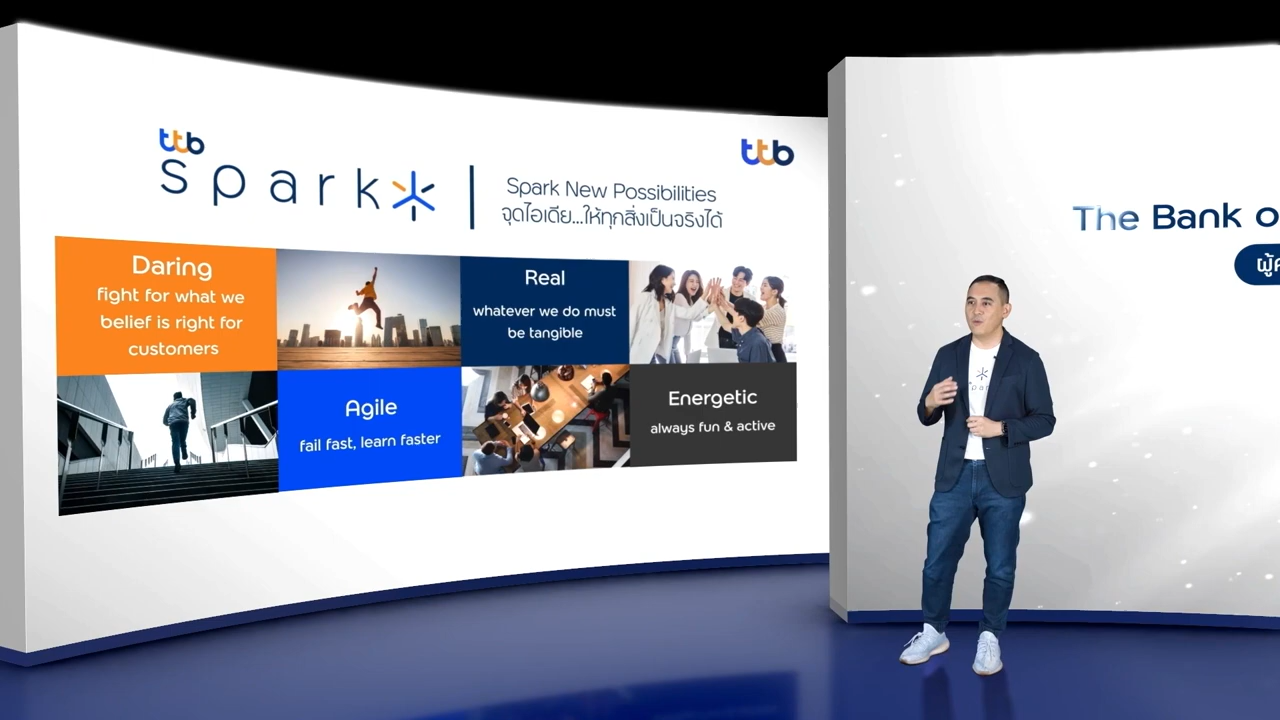 ttb
spark
Spark New Possibilities
จุดไอเดีย...ให้ทุกสิ่งเป็นจริงได้
ttb
Daring
fight for what we
belief is right for
customers
Real
whatever we do must
be tangible
Agile
fail fast, learn faster
Energetic
always fun & active
The Bank o